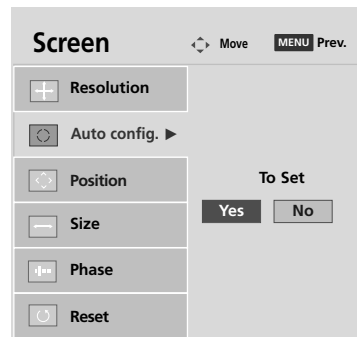 Screen Move MENU Prev.
Resolution
Auto config. ►
Position
To Set
Yes No
Size
Phase
Reset